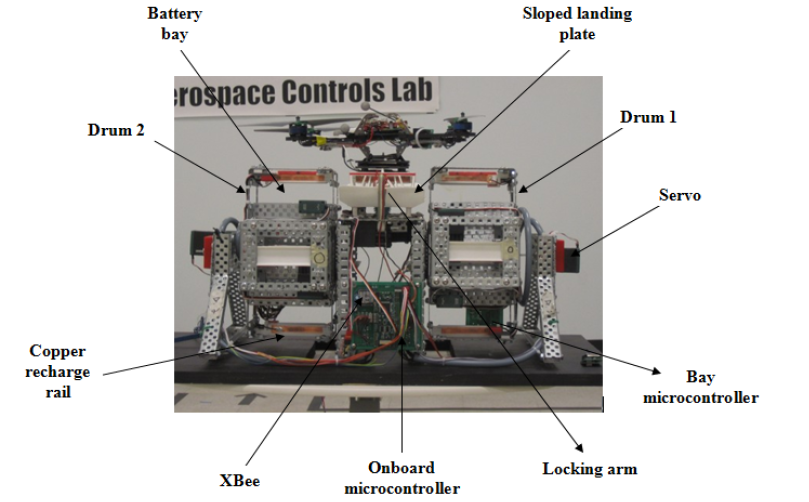 Battery
bay
Sloped landing
plate
erospace Controls Lab
Drum 2
Drum 1
Servo
Copper
recharge
rail
Bay
microcontroller
XBee
Onboard
microcontroller
Locking arm